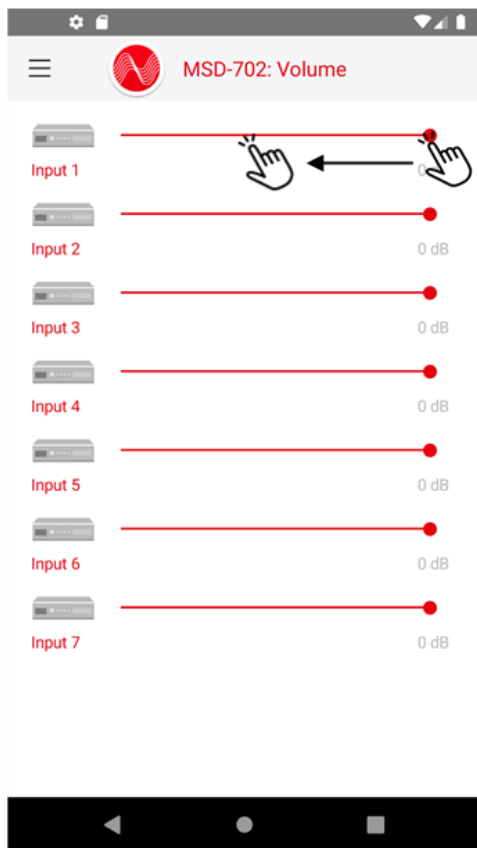 MSD-702: Volume
Input 1
Input 2
0 dB
Input 3
0 dB
Input 4
0 dB
Input 5
0 dB
Input 6
0 dB
Input 7
0 dB